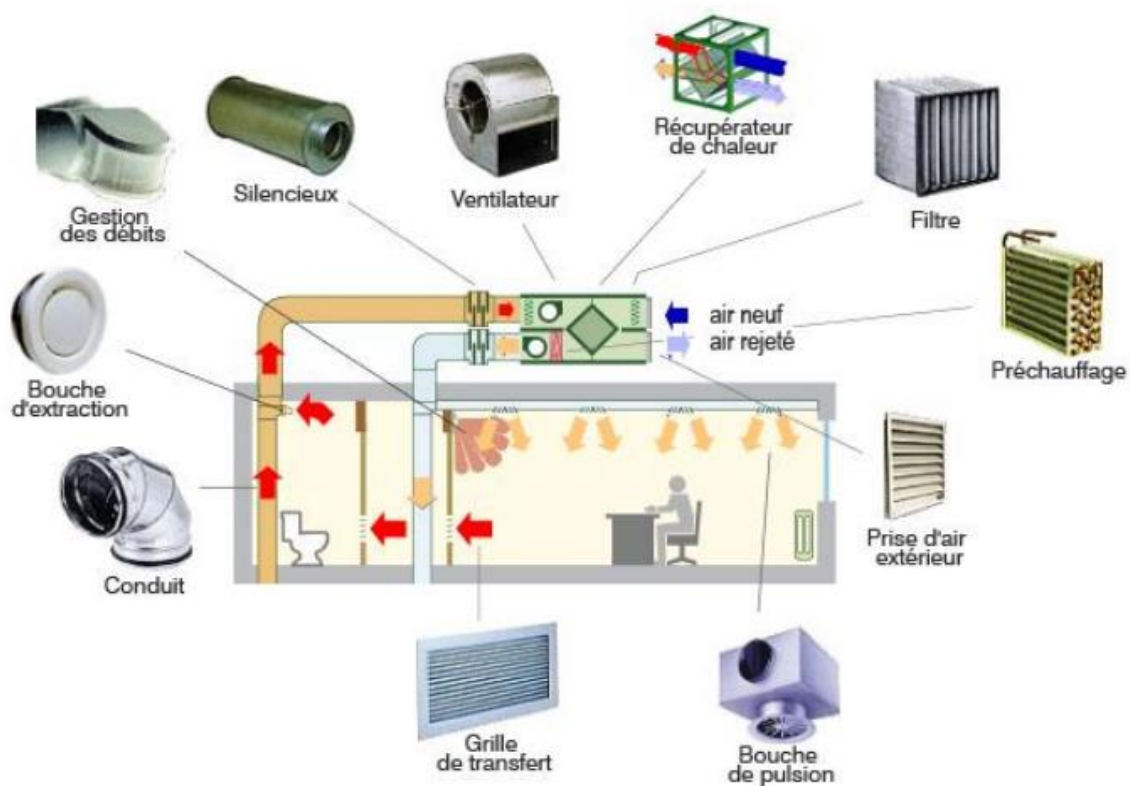 Récupérateur
de chaleur
Silencieux
Ventilateur
Filtre
Gestion
des débits
air neuf
air rejeté
Préchauffage
Bouche
d'extraction
Prise d'air
extérieur
Conduit
Grille
de transfert
Bouche
de pulsion